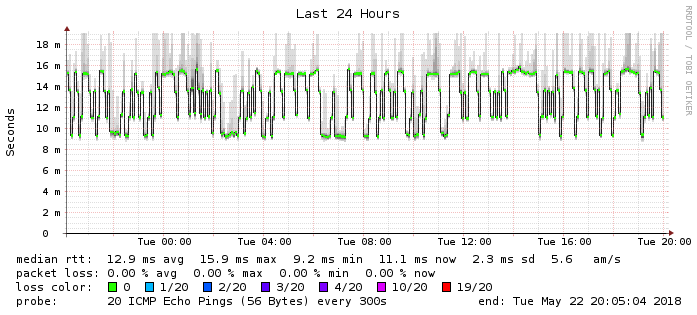 Last 24 Hours
RRDTOOL / TOBI OETIKER
Seconds
18 m
16 m
14 m
12 m
10 m
8 m
6 m
4 m
2 m
0
Tue 00:00 Tue 04:00 Tue 08:00 Tue 12:00 Tue 16:00 Tue 20:00
median rtt: 12.9 ms avg 15.9 ms max 9.2 ms min 11.1 ms now 2.3 ms sd 5.6 am/s
packet loss: 0.00 % avg 0.00 % max 0.00 % min 0.00 % now
loss color: 0 1/20 2/20 3/20 4/20 10/20 19/20
probe: 20 ICMP Echo Pings (56 Bytes) every 300s end: Tue May 22 20:05:04 2018